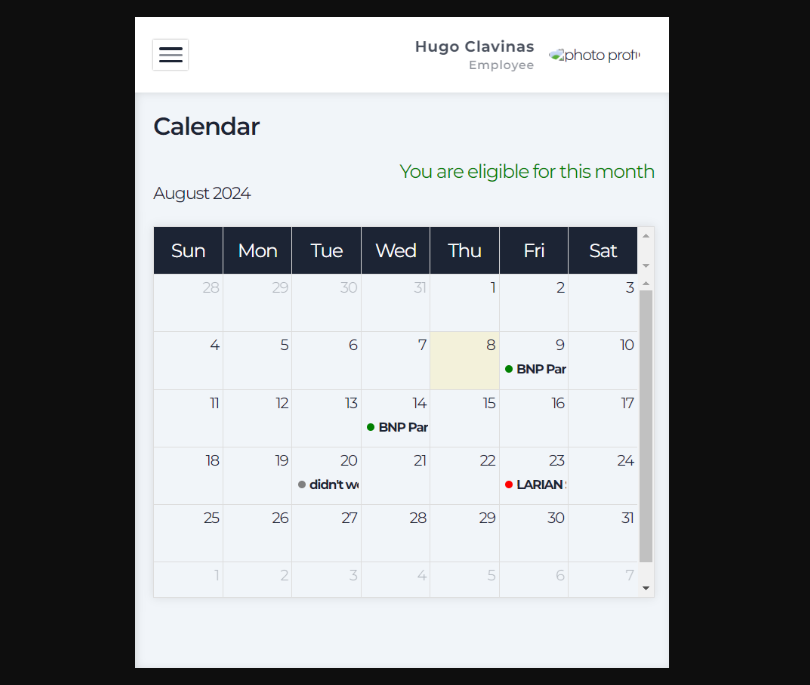 Hugo Clavinas
Employee
photo prof
Calendar
You are eligible for this month
August 2024
Sun Mon Tue Wed Thu Fri Sat
28 29 30 31 1 2 3
4 5 6 7 8 9 10
BNP Par
11 12 13 14 15 16 17
BNP Par
18 19 20 21 22 23 24
didn't we LARIAN
25 26 27 28 29 30 31
1 2 3 4 5 6 7